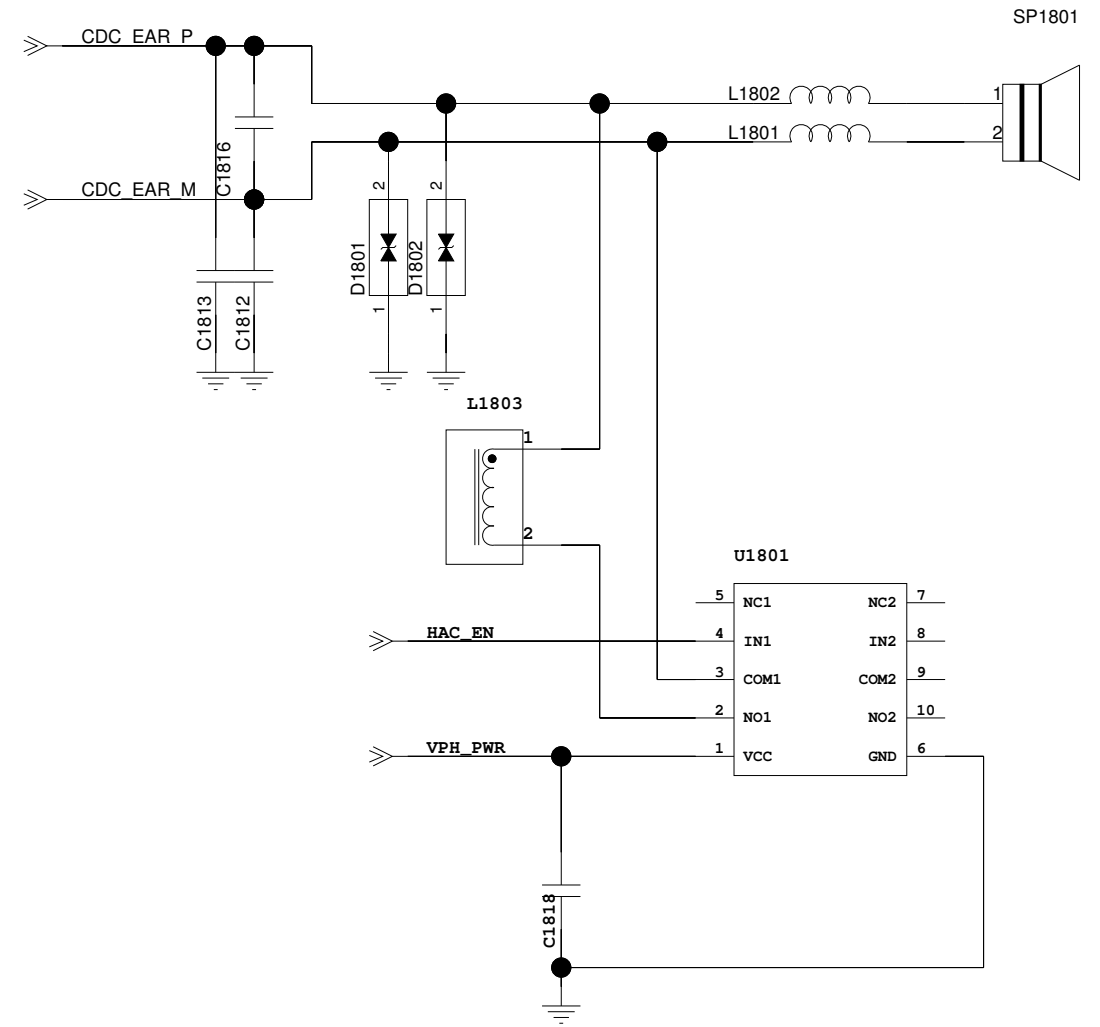 SP1801
CDC_EAR_P
L1802
1
L1801
2
C1816
CDC_EAR_M
2
2
D1801
D1802
1
1
C1813
C1812
L1803
1
2
U1801
5 NC1 NC2 7
HAC_EN
4 IN1 IN2 8
3 COM1 COM2 9
2 NO1 NO2 10
VPH_PWR
1 VCC GND 6
C1818